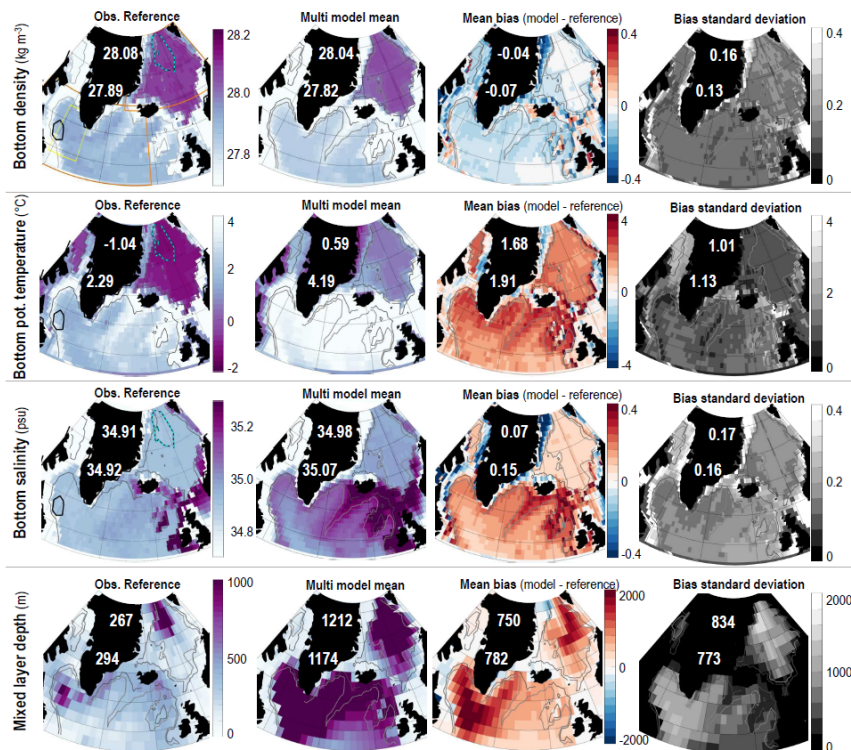 Obs. Reference Multi model mean Mean bias (model - reference) Bias standard deviation
Bottom density (kg m-3)
28.08 28.04 -0.04 0.16
27.89 27.82 -0.07 0.13
28.2
28.0
27.8
0.4
0
-0.4
0.4
0.2
0
Obs. Reference Multi model mean Mean bias (model - reference) Bias standard deviation
Bottom pot. temperature (°C)
-1.04 0.59 1.68 1.01
2.29 4.19 1.91 1.13
4
2
0
-2
4
2
0
-2
-4
4
2
0
Obs. Reference Multi model mean Mean bias (model - reference) Bias standard deviation
Bottom salinity (psu)
34.91 34.98 0.07 0.17
34.92 35.07 0.15 0.16
35.2
35.0
34.8
0.4
0
-0.4
0.4
0.2
0
Obs. Reference Multi model mean Mean bias (model - reference) Bias standard deviation
Mixed layer depth (m)
267 1212 750 834
294 1174 782 773
1000
500
0
2000
0
-2000
2000
1000
0